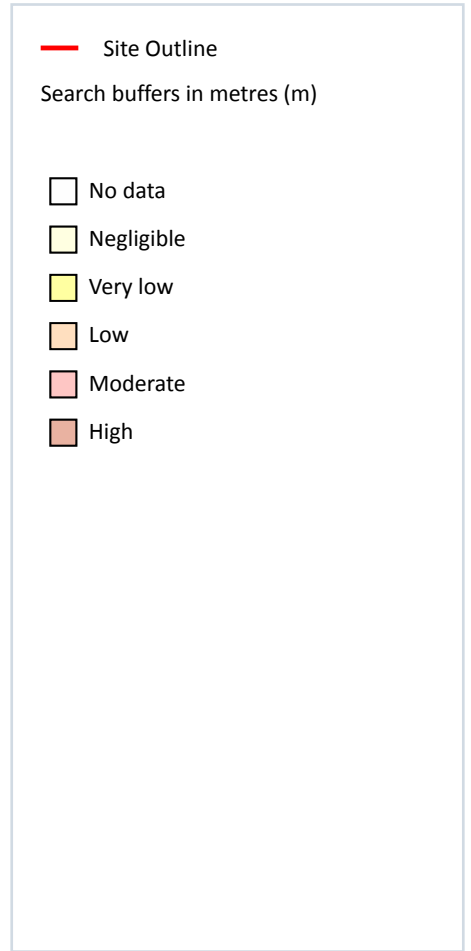 Site Outline
Search buffers in metres (m)
No data
Negligible
Very low
Low
Moderate
High